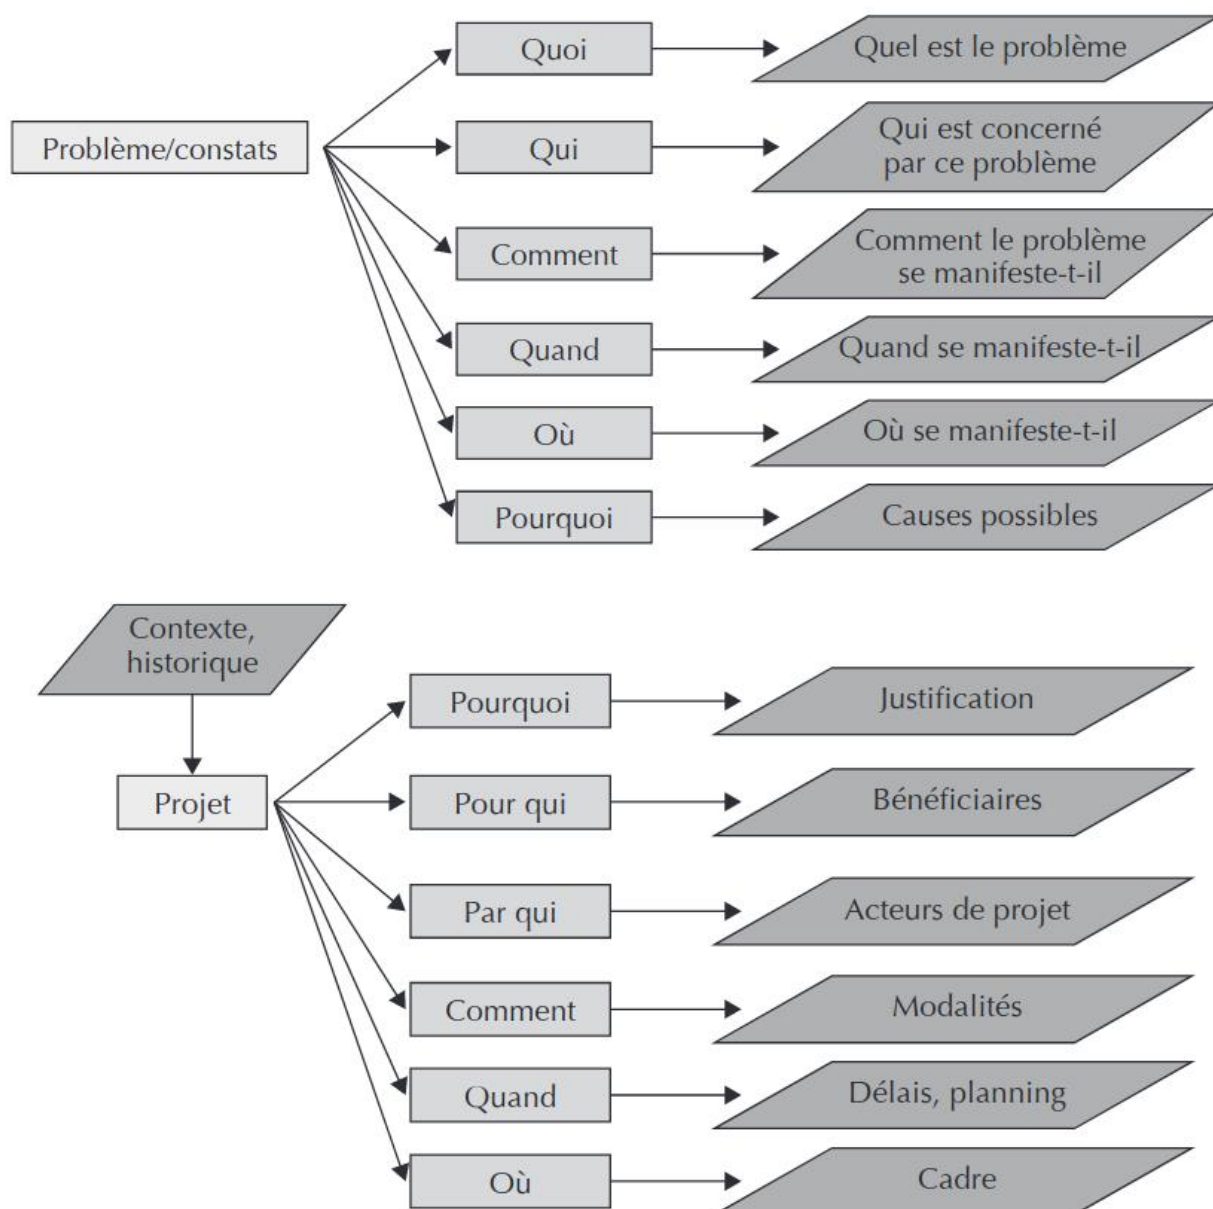 Quoi
Quel est le problème
Problème/constats
Qui
Qui est concerné
par ce problème
Comment
Comment le problème
se manifeste-t-il
Quand
Quand se manifeste-t-il
Où
Où se manifeste-t-il
Pourquoi
Causes possibles
Contexte,
historique
Pourquoi
Justification
Projet
Pour qui
Bénéficiaires
Par qui
Acteurs de projet
Comment
Modalités
Quand
Délais, planning
Où
Cadre